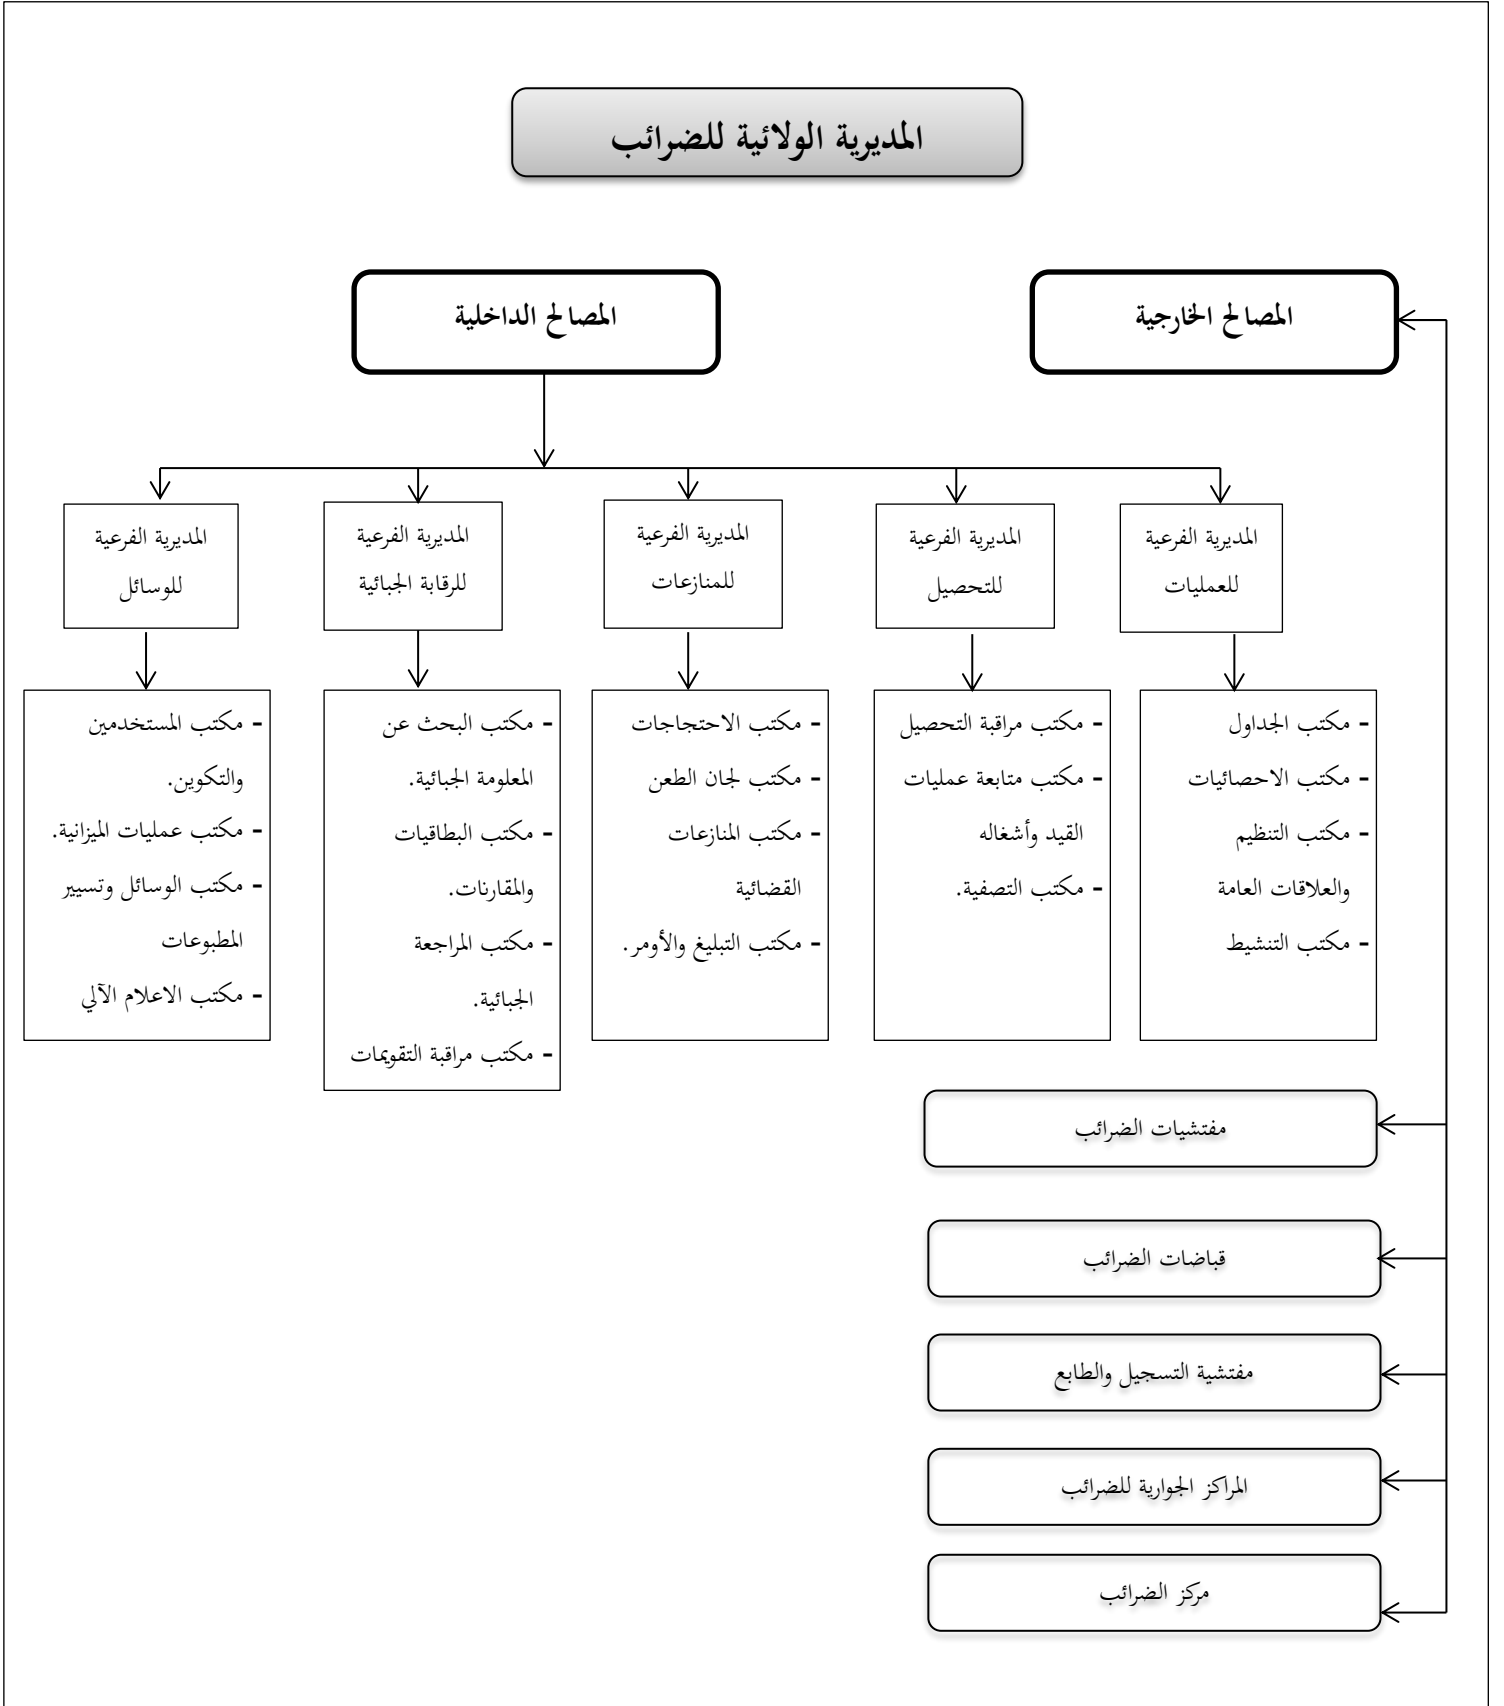 المديرية الولائية للضرائب
المصالح الخارجية
المصالح الداخلية
المديرية الفرعية
للعمليات
المديرية الفرعية
للتحصيل
المديرية الفرعية
للمنازعات
المديرية الفرعية
للرقابة الجبائية
المديرية الفرعية
للوسائل
- مكتب الجداول
- مكتب الاحصائيات
- مكتب التنظيم
والعلاقات العامة
- مكتب التنشيط
- مكتب مراقبة التحصيل
- مكتب متابعة عمليات
القيد وأشغاله
- مكتب التصفية.
- مكتب الاحتجاجات
- مكتب لجان الطعن
- مكتب المنازعات
القضائية
- مكتب التبليغ والأومر.
- مكتب البحث عن
المعلومة الجبائية.
مكتب البطاقيات
والمقارنات.
- مكتب المراجعة
الجبائية.
- مكتب مراقبة التقويمات
- مكتب المستخدمين
والتكوين.
- مكتب عمليات الميزانية.
- مكتب الوسائل وتسيير
المطبوعات
- مكتب الاعلام الآلي
مفتشيات الضرائب
قباضات الضرائب
مفتشية التسجيل والطابع
المراكز الجوارية للضرائب
مركز الضرائب